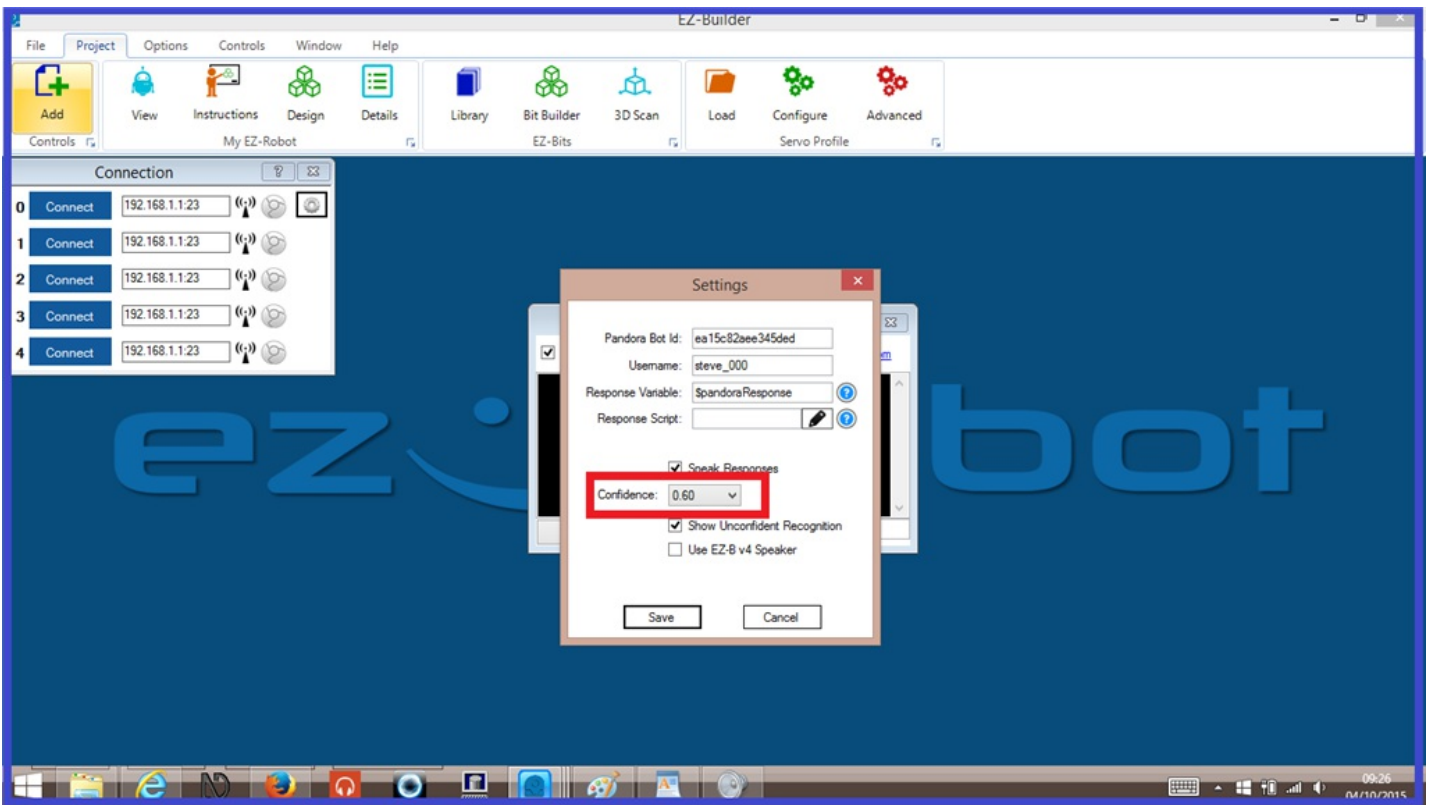 EZ-Builder
File Project Options Controls Window Help
Add View Instructions Design Details Library Bit Builder 3D Scan Load Configure Advanced
Controls My EZ-Robot EZ-Bits Servo Profile
Connection
0 Connect 192.168.1.1:23
1 Connect 192.168.1.1:23
2 Connect 192.168.1.1:23
3 Connect 192.168.1.1:23
4 Connect 192.168.1.1:23
Settings
Pandora Bot Id: ea15c82aee345ded
Username: steve_000
Response Variable: $pandoraResponse
Response Script:
Speak Responses
Confidence: 0.60
Show Unconfident Recognition
Use EZ-B v4 Speaker
Save Cancel
ez bot
09:26
04/10/2015